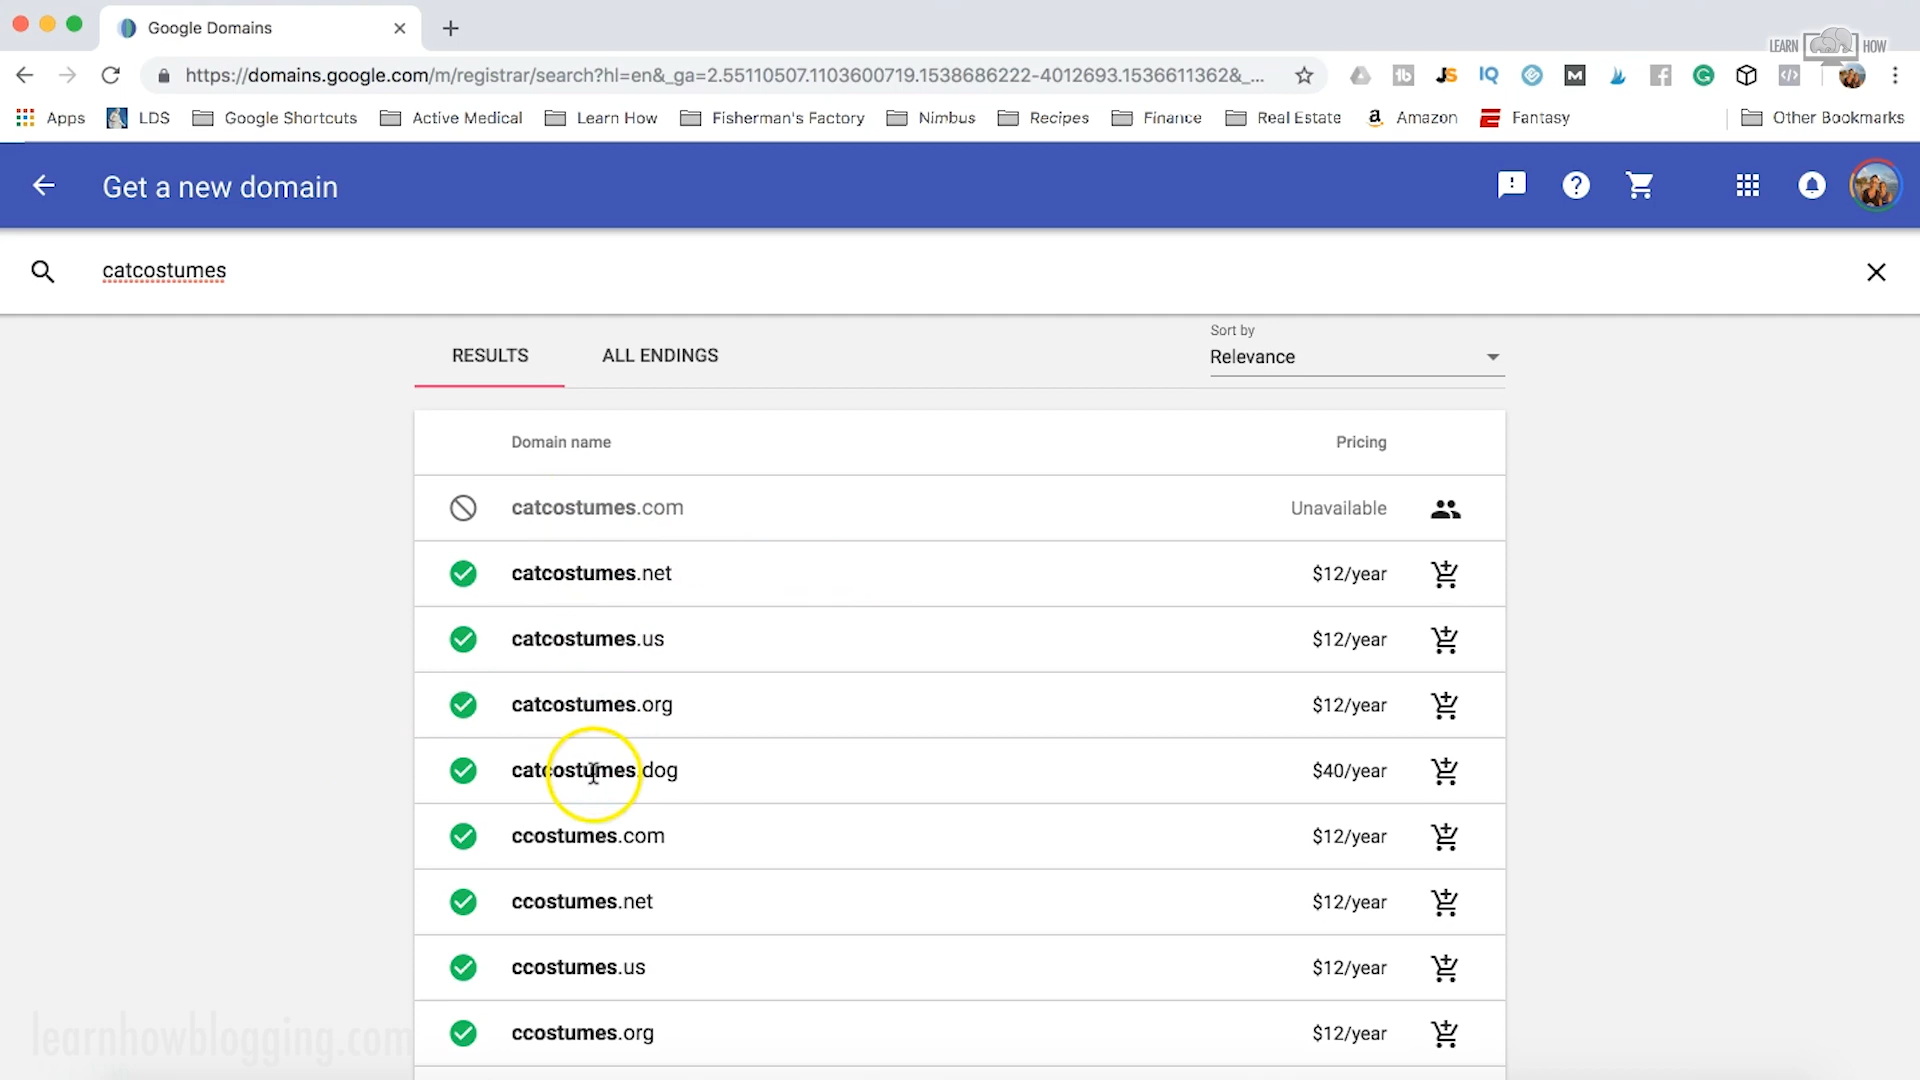 Google Domains
LEARN HOW
https://domains.google.com/m/registrar/search?hl=en&_ga=2.55110507.1103600719.1538686222-4012693.1536611362&_...
Apps LDS Google Shortcuts Active Medical Learn How Fisherman's Factory Nimbus Recipes Finance Real Estate Amazon Fantasy Other Bookmarks
Get a new domain
catcostumes
RESULTS ALL ENDINGS
Sort by
Relevance
Domain name Pricing
catcostumes.com Unavailable
catcostumes.net $12/year
catcostumes.us $12/year
catcostumes.org $12/year
catcostumes.dog $40/year
ccostumes.com $12/year
ccostumes.net $12/year
ccostumes.us $12/year
ccostumes.org $12/year
learnhowblogging.com